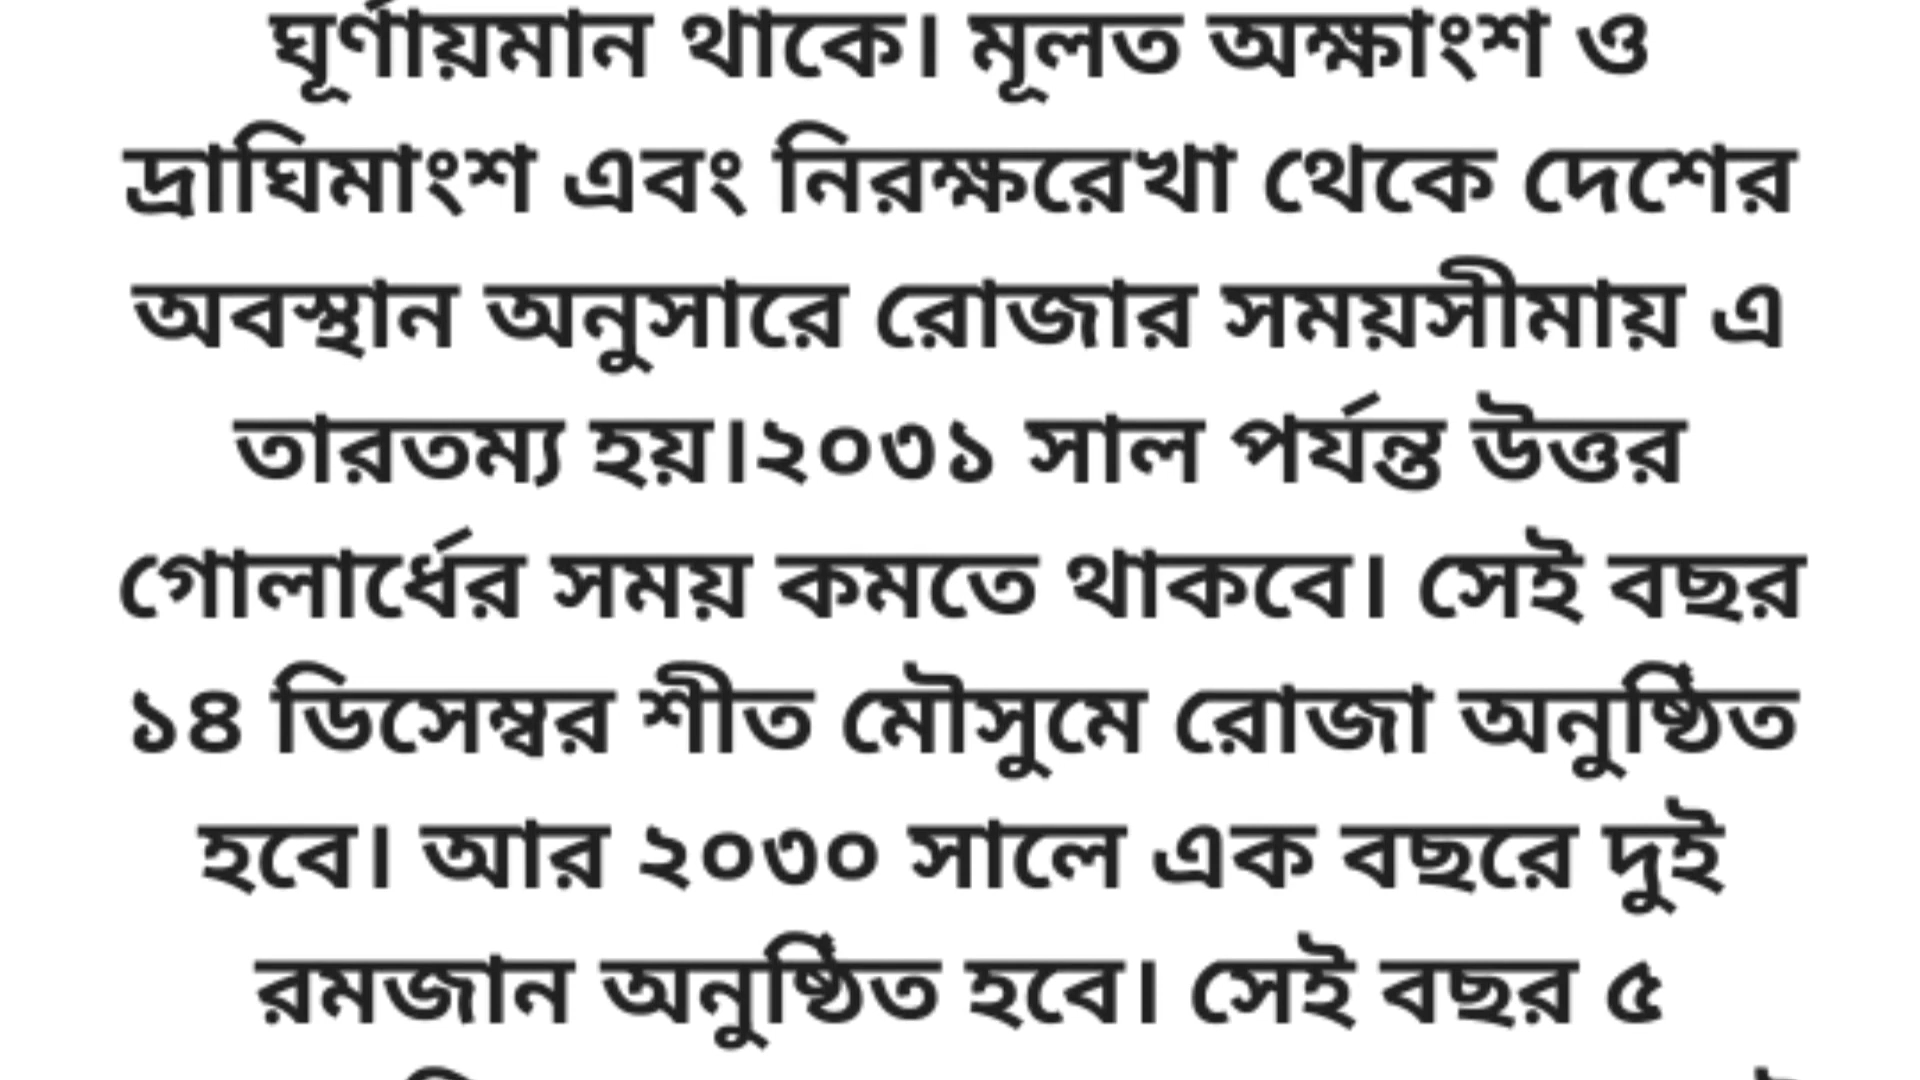 ঘূর্ণায়মান থাকে। মূলত অক্ষাংশ ও
দ্রাঘিমাংশ এবং নিরক্ষরেখা থেকে দেশের
অবস্থান অনুসারে রোজার সময়সীমায় এ
তারতম্য হয়।২০৩১ সাল পর্যন্ত উত্তর
গোলার্ধের সময় কমতে থাকবে। সেই বছর
১৪ ডিসেম্বর শীত মৌসুমে রোজা অনুষ্ঠিত
হবে। আর ২০৩০ সালে এক বছরে দুই
রমজান অনুষ্ঠিত হবে। সেই বছর ৫